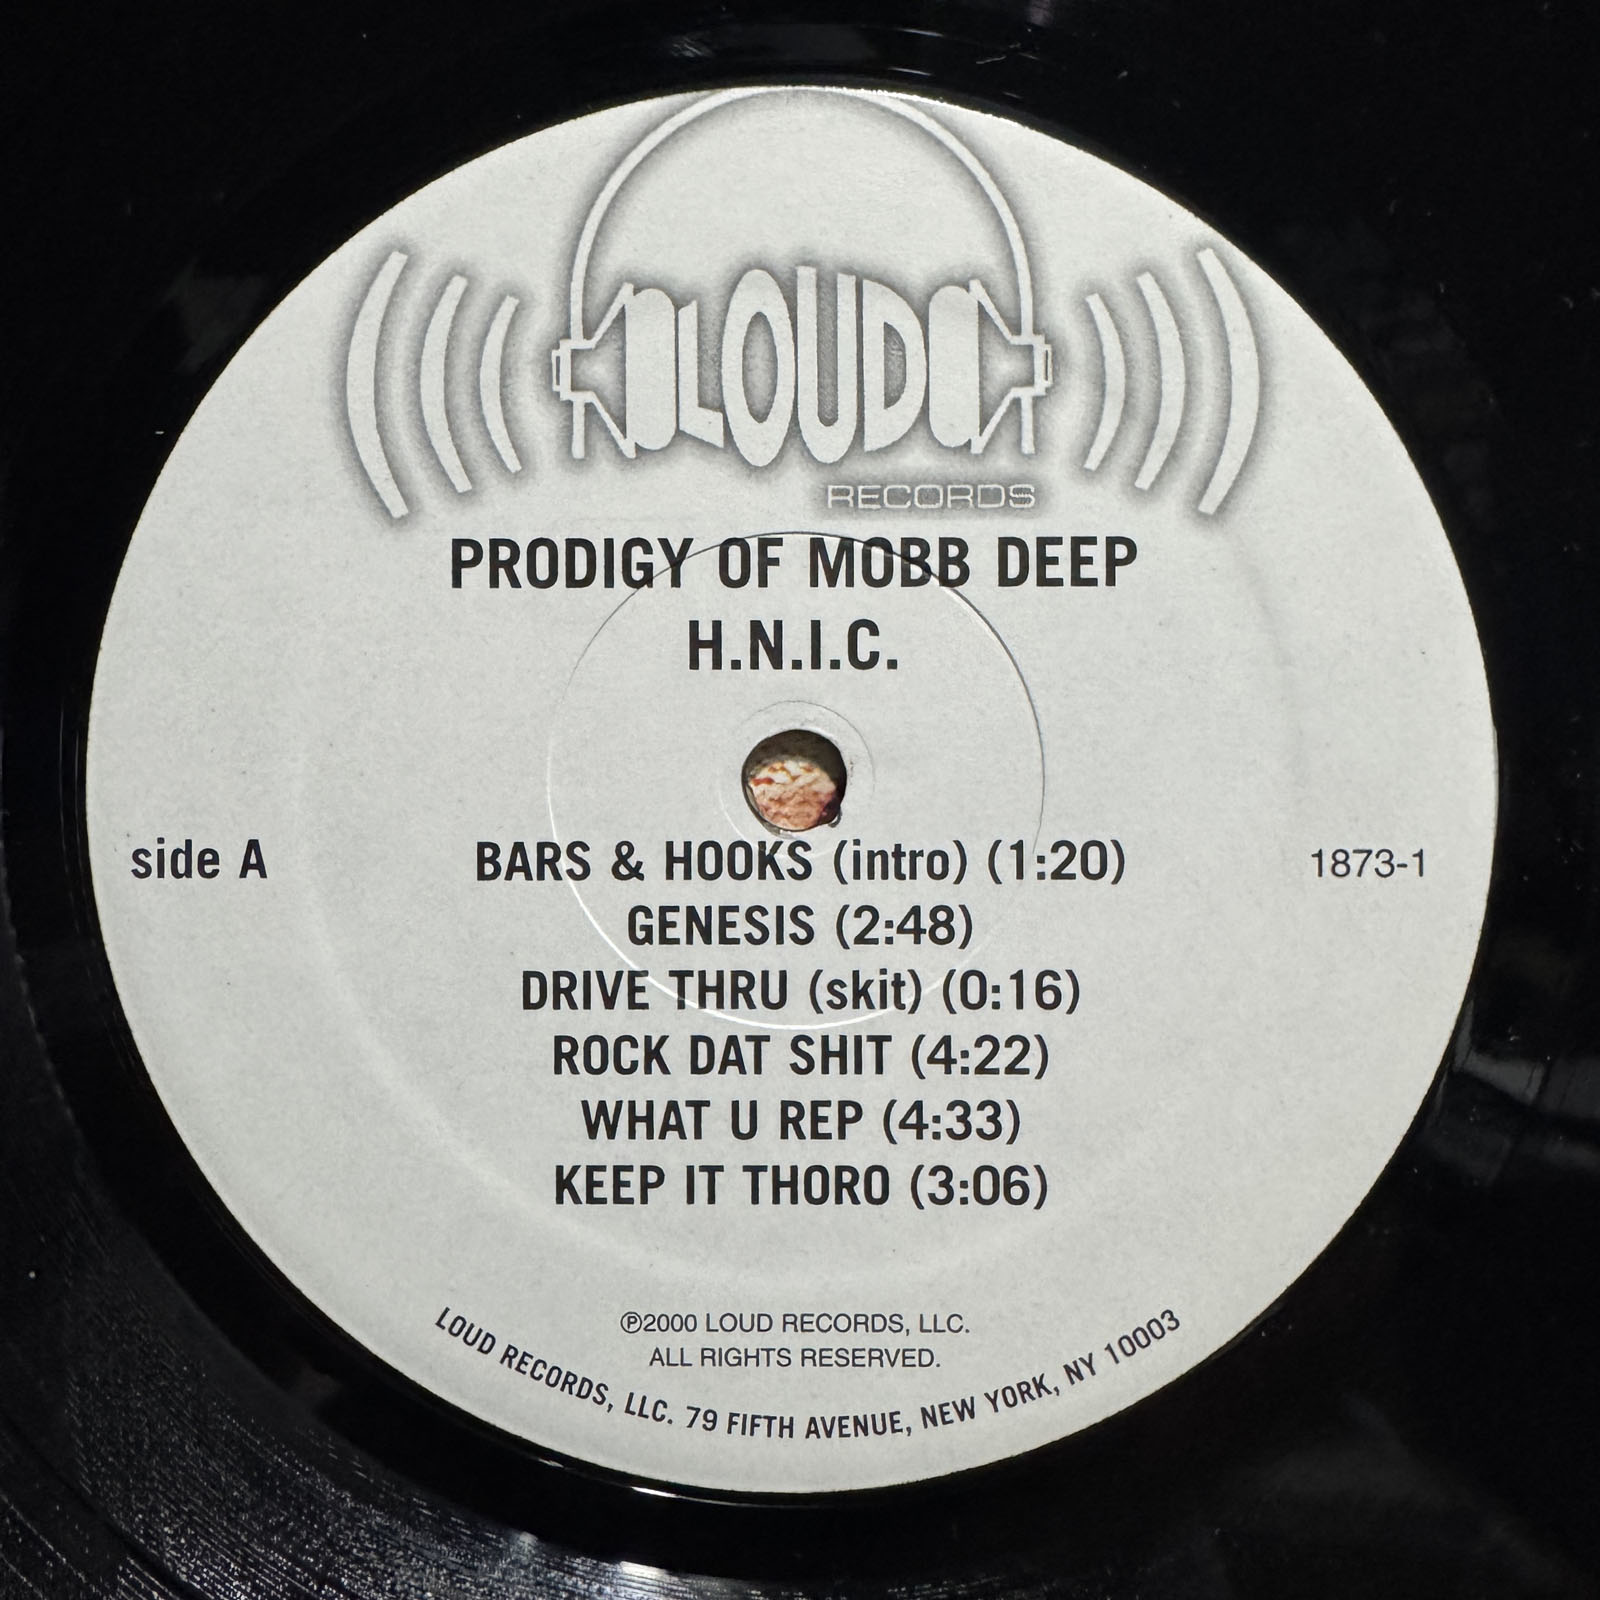 LOUD
RECORDS
PRODIGY OF MOBB DEEP
H.N.I.C.
side A
BARS & HOOKS (intro) (1:20)
1873-1
GENESIS (2:48)
DRIVE THRU (skit) (0:16)
ROCK DAT SHIT (4:22)
WHAT U REP (4:33)
KEEP IT THORO (3:06)
℗2000 LOUD RECORDS, LLC.
ALL RIGHTS RESERVED.
LOUD RECORDS, LLC. 79 FIFTH AVENUE, NEW YORK, NY 10003